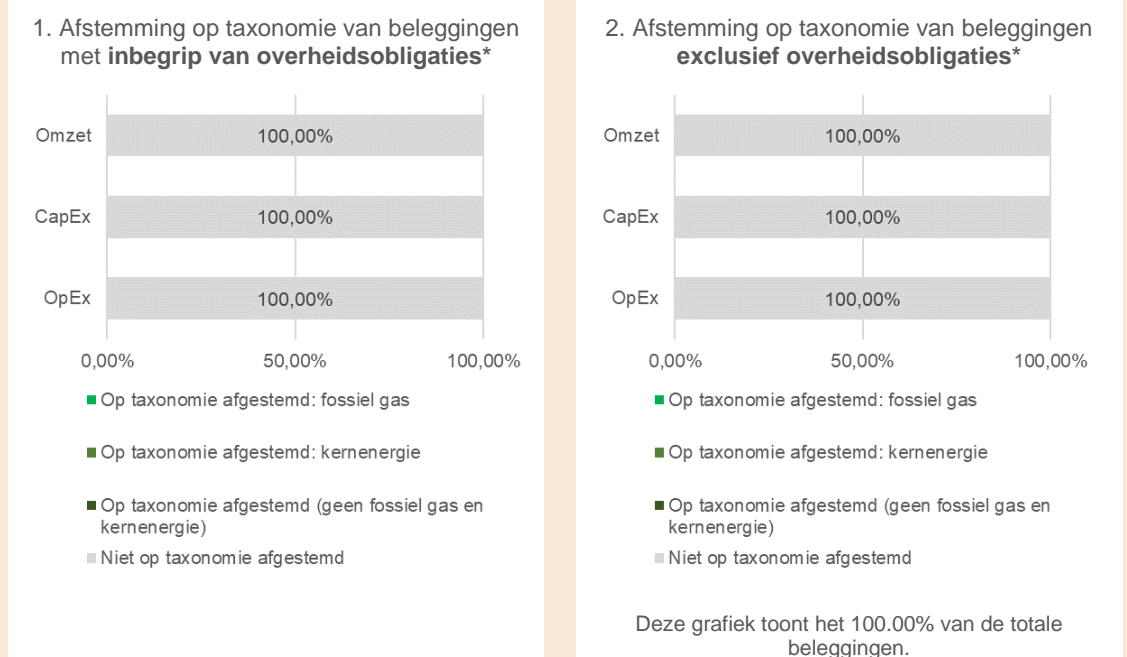 1. Afstemming op taxonomie van beleggingen
met inbegrip van overheidsobligaties*
Omzet
100,00%
CapEx
100,00%
OpEx
100,00%
0,00%
50,00%
100,00%
Op taxonomie afgestemd: fossiel gas
Op taxonomie afgestemd: kernenergie
Op taxonomie afgestemd (geen fossiel gas en
kernenergie)
Niet op taxonomie afgestemd
2. Afstemming op taxonomie van beleggingen
exclusief overheidsobligaties*
Omzet
100,00%
CapEx
100,00%
OpEx
100,00%
0,00%
50,00%
100,00%
Op taxonomie afgestemd: fossiel gas
Op taxonomie afgestemd: kernenergie
Op taxonomie afgestemd (geen fossiel gas en
kernenergie)
Niet op taxonomie afgestemd
Deze grafiek toont het 100.00% van de totale
beleggingen.